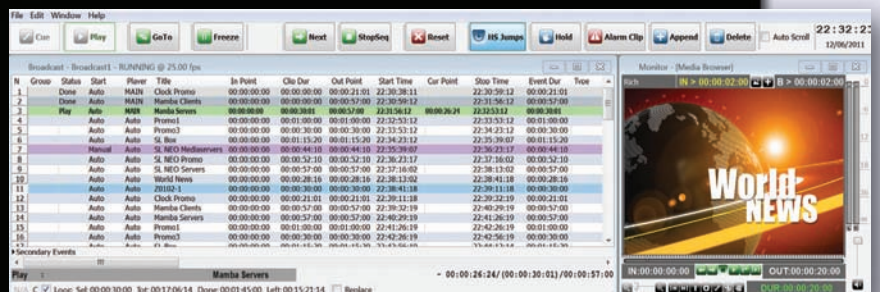 File Edit Window Help
Cue Play GoTo Freeze Next StopSeq Reset HS Jumps Hold Alarm Clip Append Delete Auto Scroll 22:32:2
12/06/2011
Broadcast - Broadcast1 - RUNNING @ 25.00 fps
N Group Status Start Player Title In Point Clip Dur Out Point Start Time Cur Point Stop Time Event Dur Type
1 Done Auto MAIN Clock Promo 00:00:00:00 00:00:00:00 00:00:21:01 22:30:38:11 22:30:59:12 00:00:21:01
2 Done Auto MAIN Mamba Clients 00:00:00:00 00:00:00:00 00:00:57:00 22:30:59:12 22:31:56:12 00:00:57:00
3 Play Auto MAIN Mamba Servers 00:00:00:00 00:00:30:01 00:00:57:00 22:31:56:12 00:00:26:24 22:32:53:12 00:00:30:01
4 Auto Auto Promo1 00:00:00:00 00:01:00:00 00:01:00:00 22:32:53:12 22:33:53:12 00:01:00:00
5 Auto Auto Promo3 00:00:00:00 00:00:30:00 00:00:30:00 22:33:53:12 22:34:23:12 00:00:30:00
6 Auto Auto SL Box 00:00:00:00 00:01:15:20 00:01:15:20 22:34:23:12 22:35:39:07 00:01:15:20
7 Manual Auto SL NEO Mediaservers 00:00:00:00 00:00:44:10 00:00:44:10 22:35:39:07 22:36:23:17 00:00:44:10
8 Auto Auto SL NEO Promo 00:00:00:00 00:00:52:10 00:00:52:10 22:36:23:17 22:37:16:02 00:00:52:10
9 Auto Auto SL NEO Servers 00:00:00:00 00:00:57:00 00:00:57:00 22:37:16:02 22:38:13:02 00:00:57:00
10 Auto Auto World News 00:00:00:00 00:00:28:16 00:00:28:16 22:38:13:02 22:38:41:18 00:00:28:16
11 Auto Auto Z0102-1 00:00:00:00 00:00:30:00 00:00:30:00 22:38:41:18 22:39:11:18 00:00:30:00
12 Auto Auto Clock Promo 00:00:00:00 00:00:21:01 00:00:21:01 22:39:11:18 22:39:32:19 00:00:21:01
13 Auto Auto Mamba Clients 00:00:00:00 00:00:57:00 00:00:57:00 22:39:32:19 22:40:29:19 00:00:57:00
14 Auto Auto Mamba Servers 00:00:00:00 00:00:57:00 00:00:57:00 22:40:29:19 22:41:26:19 00:00:57:00
15 Auto Auto Promo1 00:00:00:00 00:01:00:00 00:01:00:00 22:41:26:19 22:42:26:19 00:01:00:00
16 Auto Auto Promo3 00:00:00:00 00:00:30:00 00:00:30:00 22:42:26:19 22:42:56:19 00:00:30:00
Secondary Events
Play Mamba Servers - 00:00:26:24/(00:00:30:01)/00:00:57:00
N/A C Loop: Sel:00:00:30:00, Tot:00:17:06:14, Done:00:01:45:00, Left:00:15:21:14 Replace
Monitor - [Media Browser]
Rich IN > 00:00:02:00 B > 00:00:02:00
World
NEWS
IN:00:00:00:00 OUT:00:00:20:00
DUR:00:00:20:00